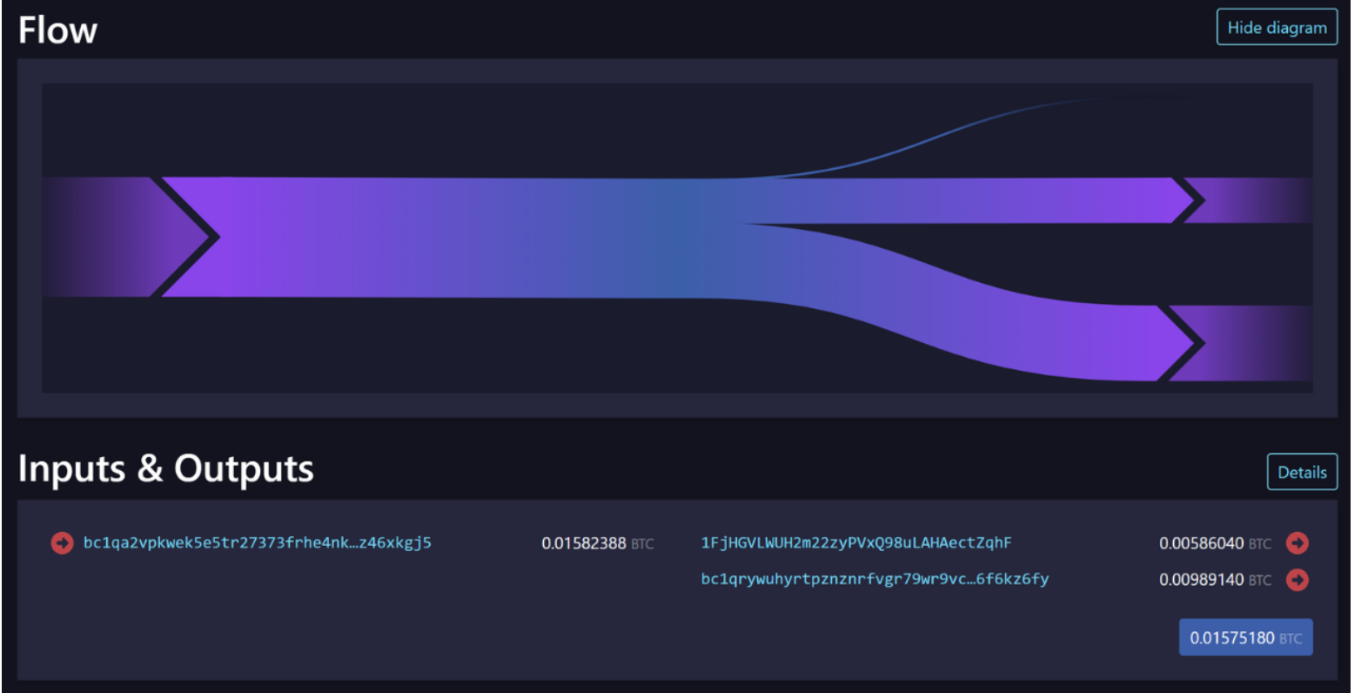 Flow
Hide diagram
Inputs & Outputs
Details
bc1qa2vpkwek5e5tr27373frhe4nk…z46xkgj5 0.01582388 BTC 1FjHGVLWUH2m22zyPVxQ98uLAHAectZqhF 0.00586040 BTC
bc1qrywuhyrtpznznrfvgr79wr9vc…6f6kz6fy 0.00989140 BTC
0.01575180 BTC